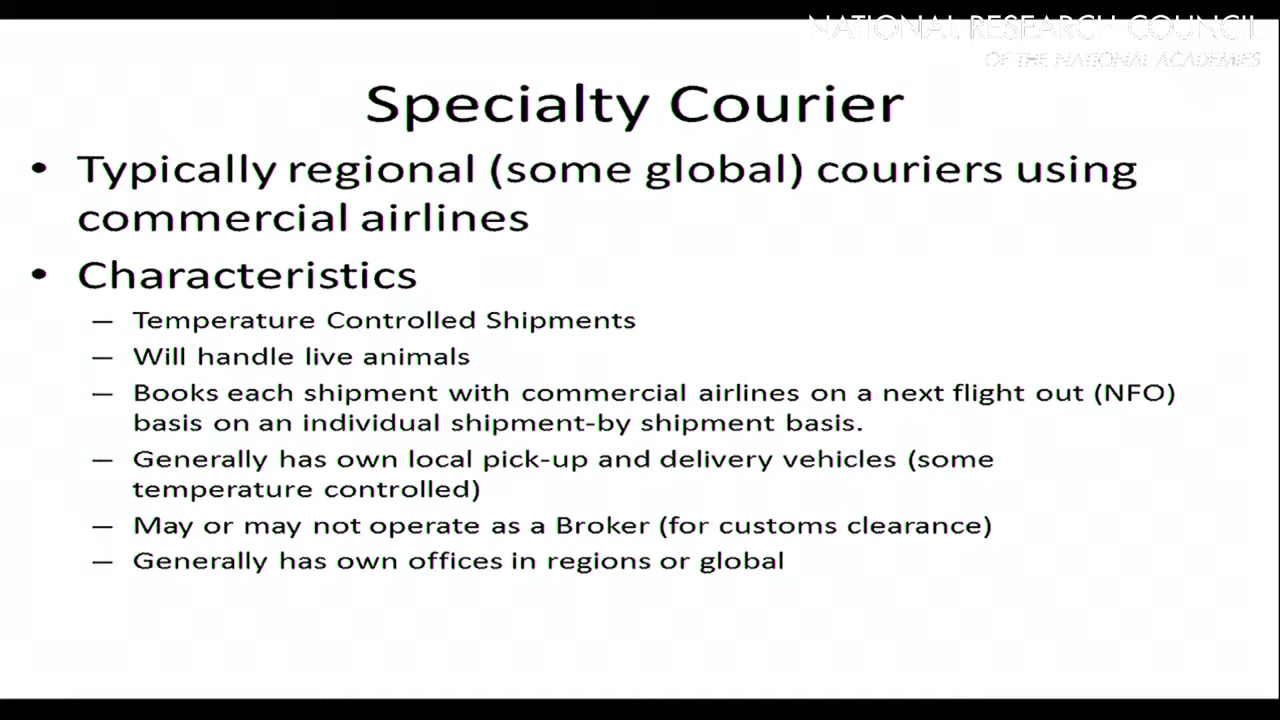 NATIONAL RESEARCH COUNCIL
OF THE NATIONAL ACADEMIES
Specialty Courier
• Typically regional (some global) couriers using
commercial airlines
• Characteristics
– Temperature Controlled Shipments
– Will handle live animals
– Books each shipment with commercial airlines on a next flight out (NFO)
basis on an individual shipment-by shipment basis.
– Generally has own local pick-up and delivery vehicles (some
temperature controlled)
– May or may not operate as a Broker (for customs clearance)
– Generally has own offices in regions or global